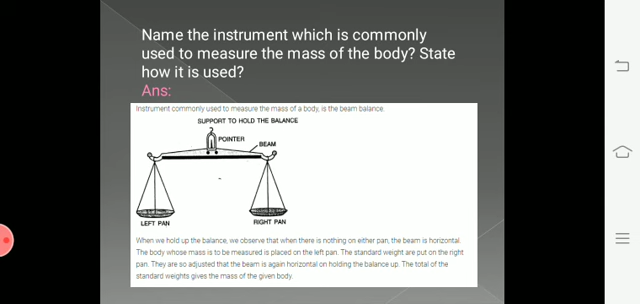 Name the instrument which is commonly
used to measure the mass of the body? State
how it is used?
Ans:
Instrument commonly used to measure the mass of a body, is the beam balance.
SUPPORT TO HOLD THE BALANCE
POINTER
BEAM
LEFT PAN
RIGHT PAN
When we hold up the balance, we observe that when there is nothing on either pan, the beam is horizontal.
The body whose mass is to be measured is placed on the left pan. The standard weight are put on the right
pan. They are so adjusted that the beam is again horizontal on holding the balance up. The total of the
standard weights gives the mass of the given body.